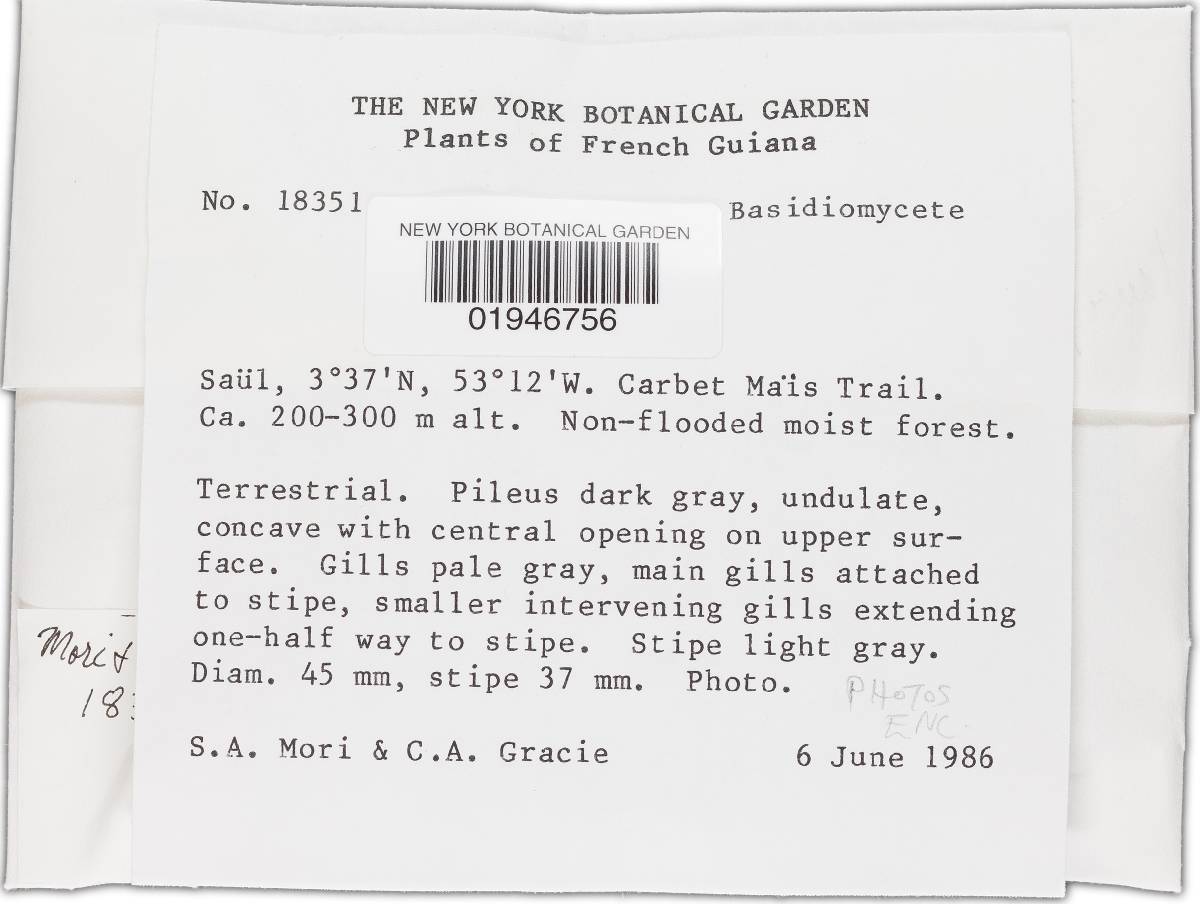 THE NEW YORK BOTANICAL GARDEN
Plants of French Guiana
No. 18351
Basidiomycete
NEW YORK BOTANICAL GARDEN
01946756
Saül, 3°37'N, 53°12'W. Carbet Maïs Trail.
Ca. 200-300 m alt. Non-flooded moist forest.
Terrestrial. Pileus dark gray, undulate,
concave with central opening on upper sur-
face. Gills pale gray, main gills attached
to stipe, smaller intervening gills extending
one-half way to stipe. Stipe light gray.
Diam. 45 mm, stipe 37 mm. Photo.
PHOTOS
ENC.
S.A. Mori & C.A. Gracie
6 June 1986
Mori &
183